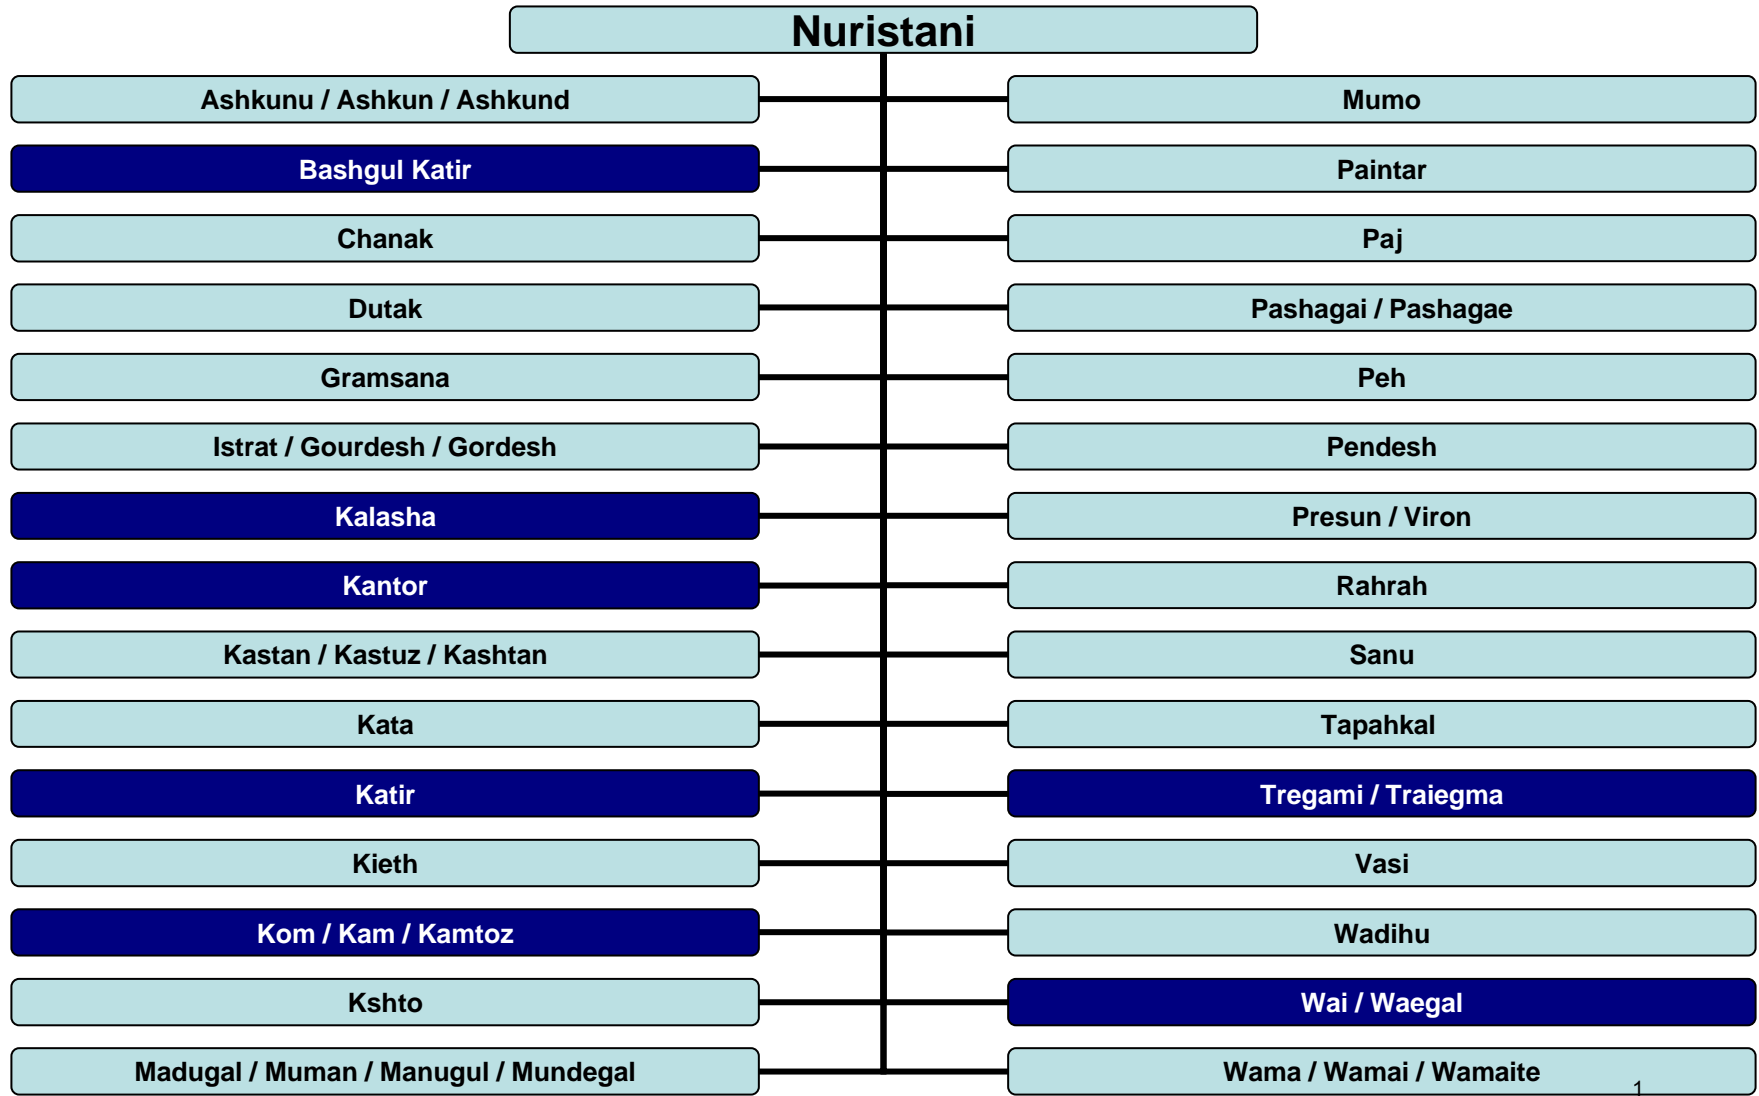 Nuristani
Ashkunu / Ashkun / Ashkund
Mumo
Bashgul Katir
Paintar
Chanak
Paj
Dutak
Pashagai / Pashagae
Gramsana
Peh
Istrat / Gourdesh / Gordesh
Pendesh
Kalasha
Presun / Viron
Kantor
Rahrah
Kastan / Kastuz / Kashtan
Sanu
Kata
Tapahkal
Katir
Tregami / Traiegma
Kieth
Vasi
Kom / Kam / Kamtoz
Wadihu
Kshto
Wai / Waegal
Madugal / Muman / Manugul / Mundegal
Wama / Wamai / Wamaite
1